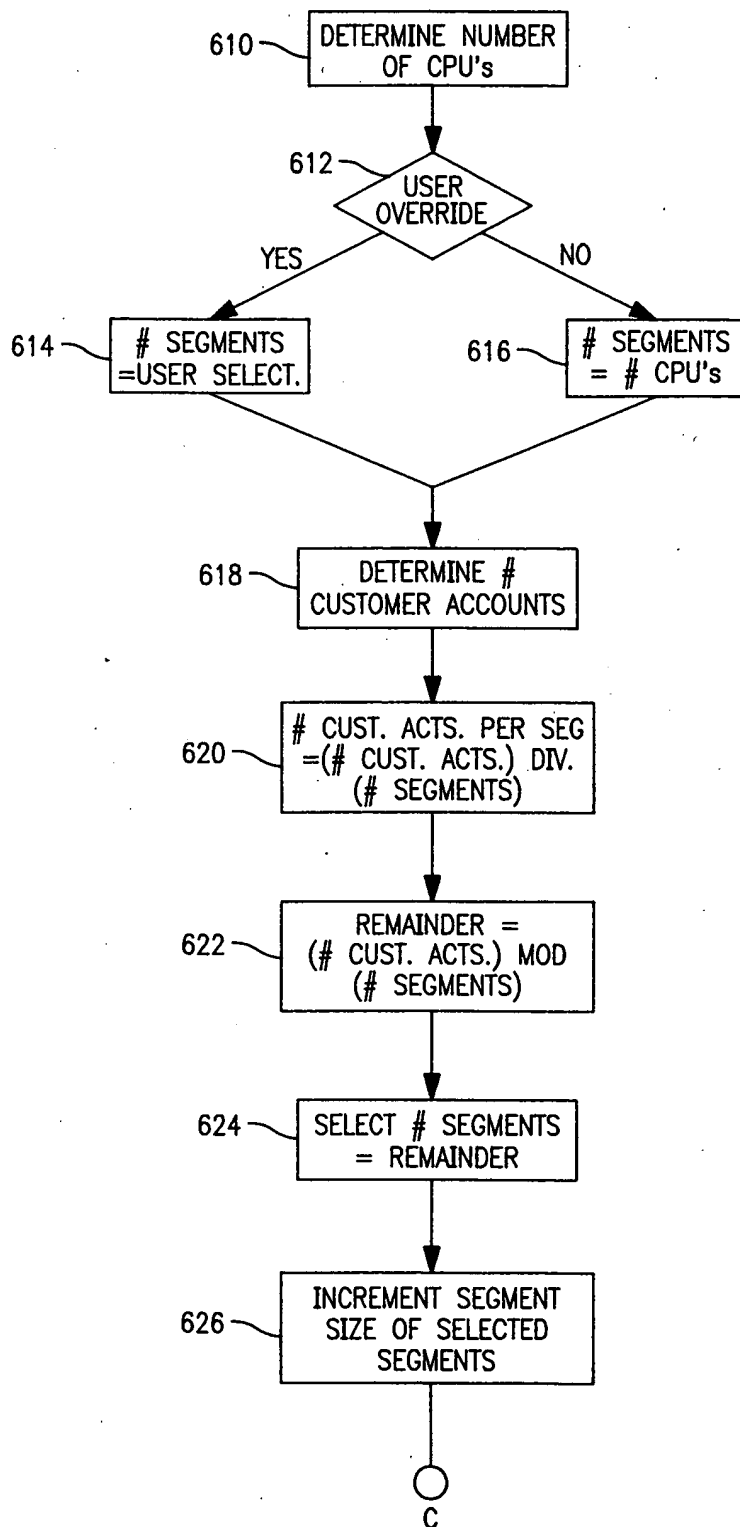 610
DETERMINE NUMBER
OF CPU's
612
USER
OVERRIDE
YES
NO
614
# SEGMENTS
=USER SELECT.
616
# SEGMENTS
= # CPU's
618
DETERMINE #
CUSTOMER ACCOUNTS
620
# CUST. ACTS. PER SEG
=(# CUST. ACTS.) DIV.
(# SEGMENTS)
622
REMAINDER =
(# CUST. ACTS.) MOD
(# SEGMENTS)
624
SELECT # SEGMENTS
= REMAINDER
626
INCREMENT SEGMENT
SIZE OF SELECTED
SEGMENTS
C